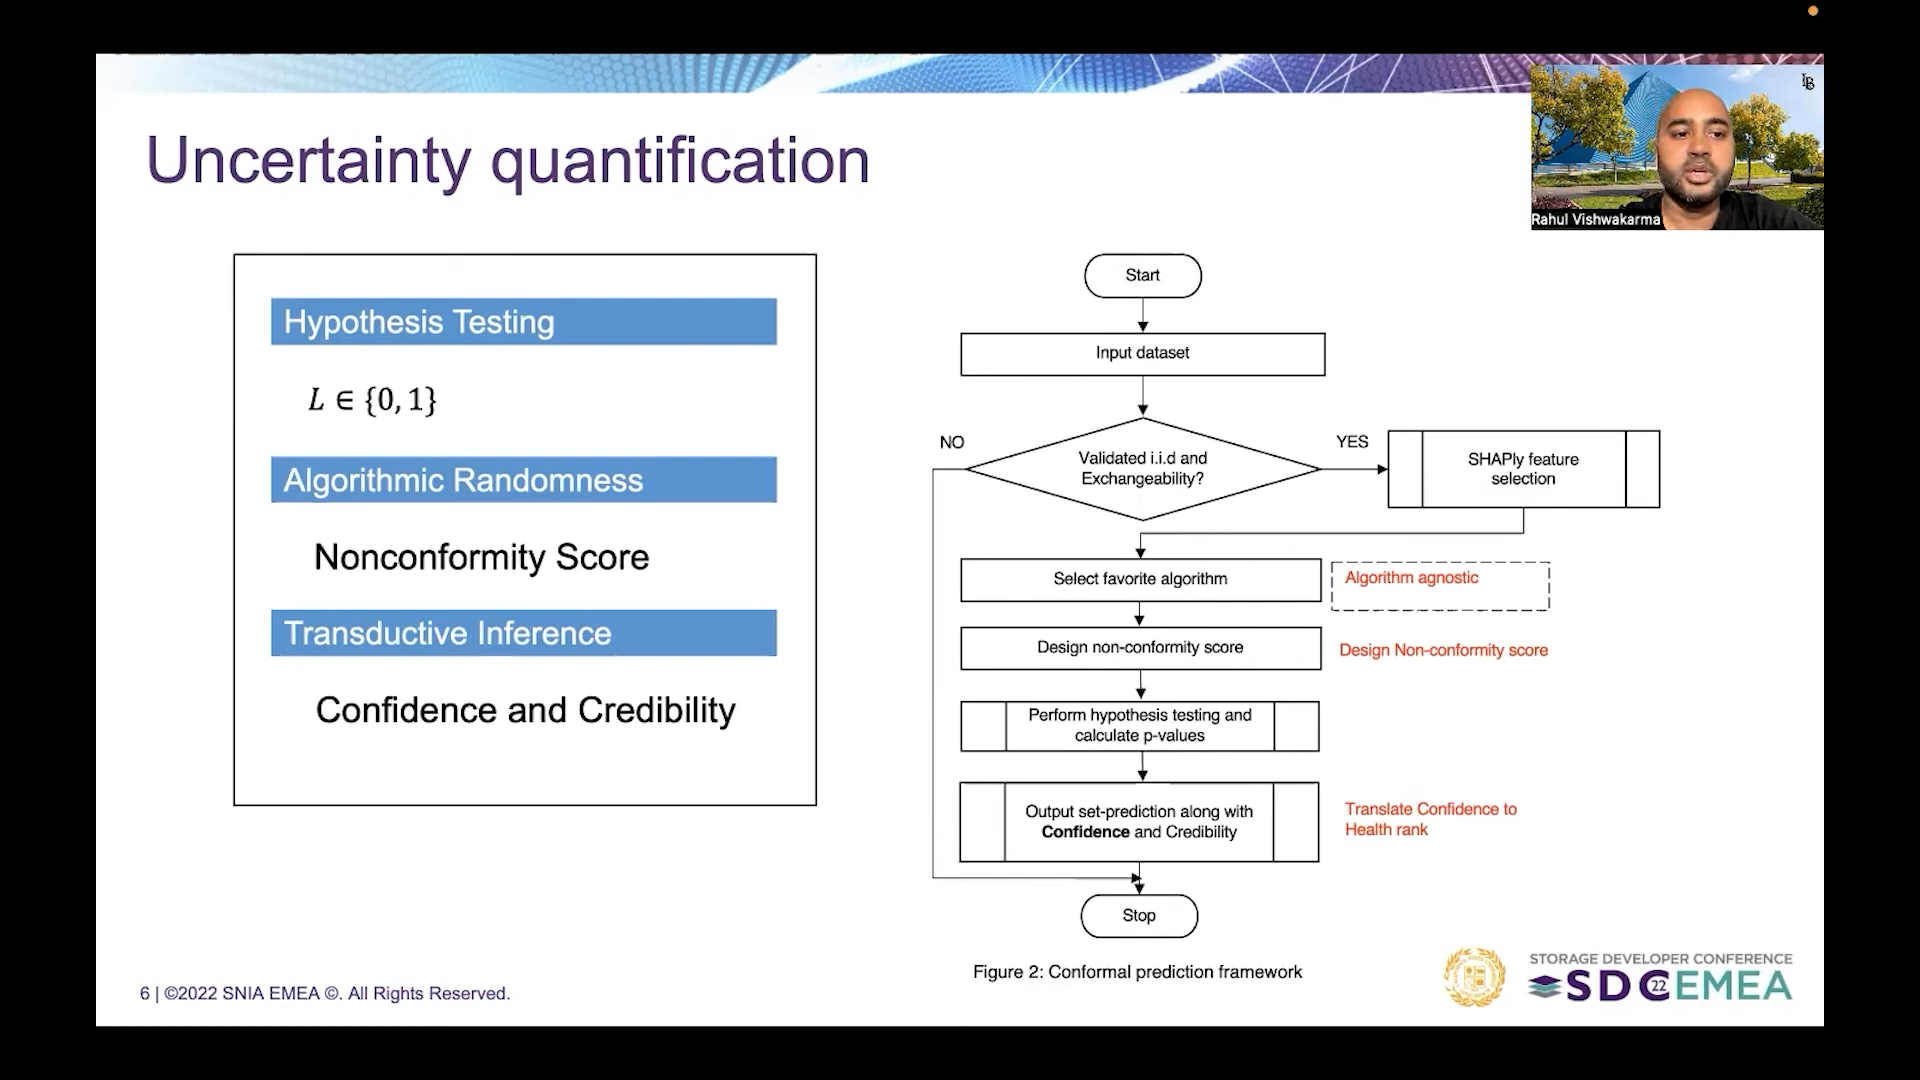 Uncertainty quantification
Rahul Vishwakarma
Hypothesis Testing
L ∈ {0, 1}
Algorithmic Randomness
Nonconformity Score
Transductive Inference
Confidence and Credibility
Start
Input dataset
NO
Validated i.i.d and
Exchangeability?
YES
SHAPly feature
selection
Select favorite algorithm
Algorithm agnostic
Design non-conformity score
Design Non-conformity score
Perform hypothesis testing and
calculate p-values
Output set-prediction along with
Confidence and Credibility
Translate Confidence to
Health rank
Stop
Figure 2: Conformal prediction framework
6 | ©2022 SNIA EMEA ©. All Rights Reserved.
STORAGE DEVELOPER CONFERENCE
SDC22EMEA